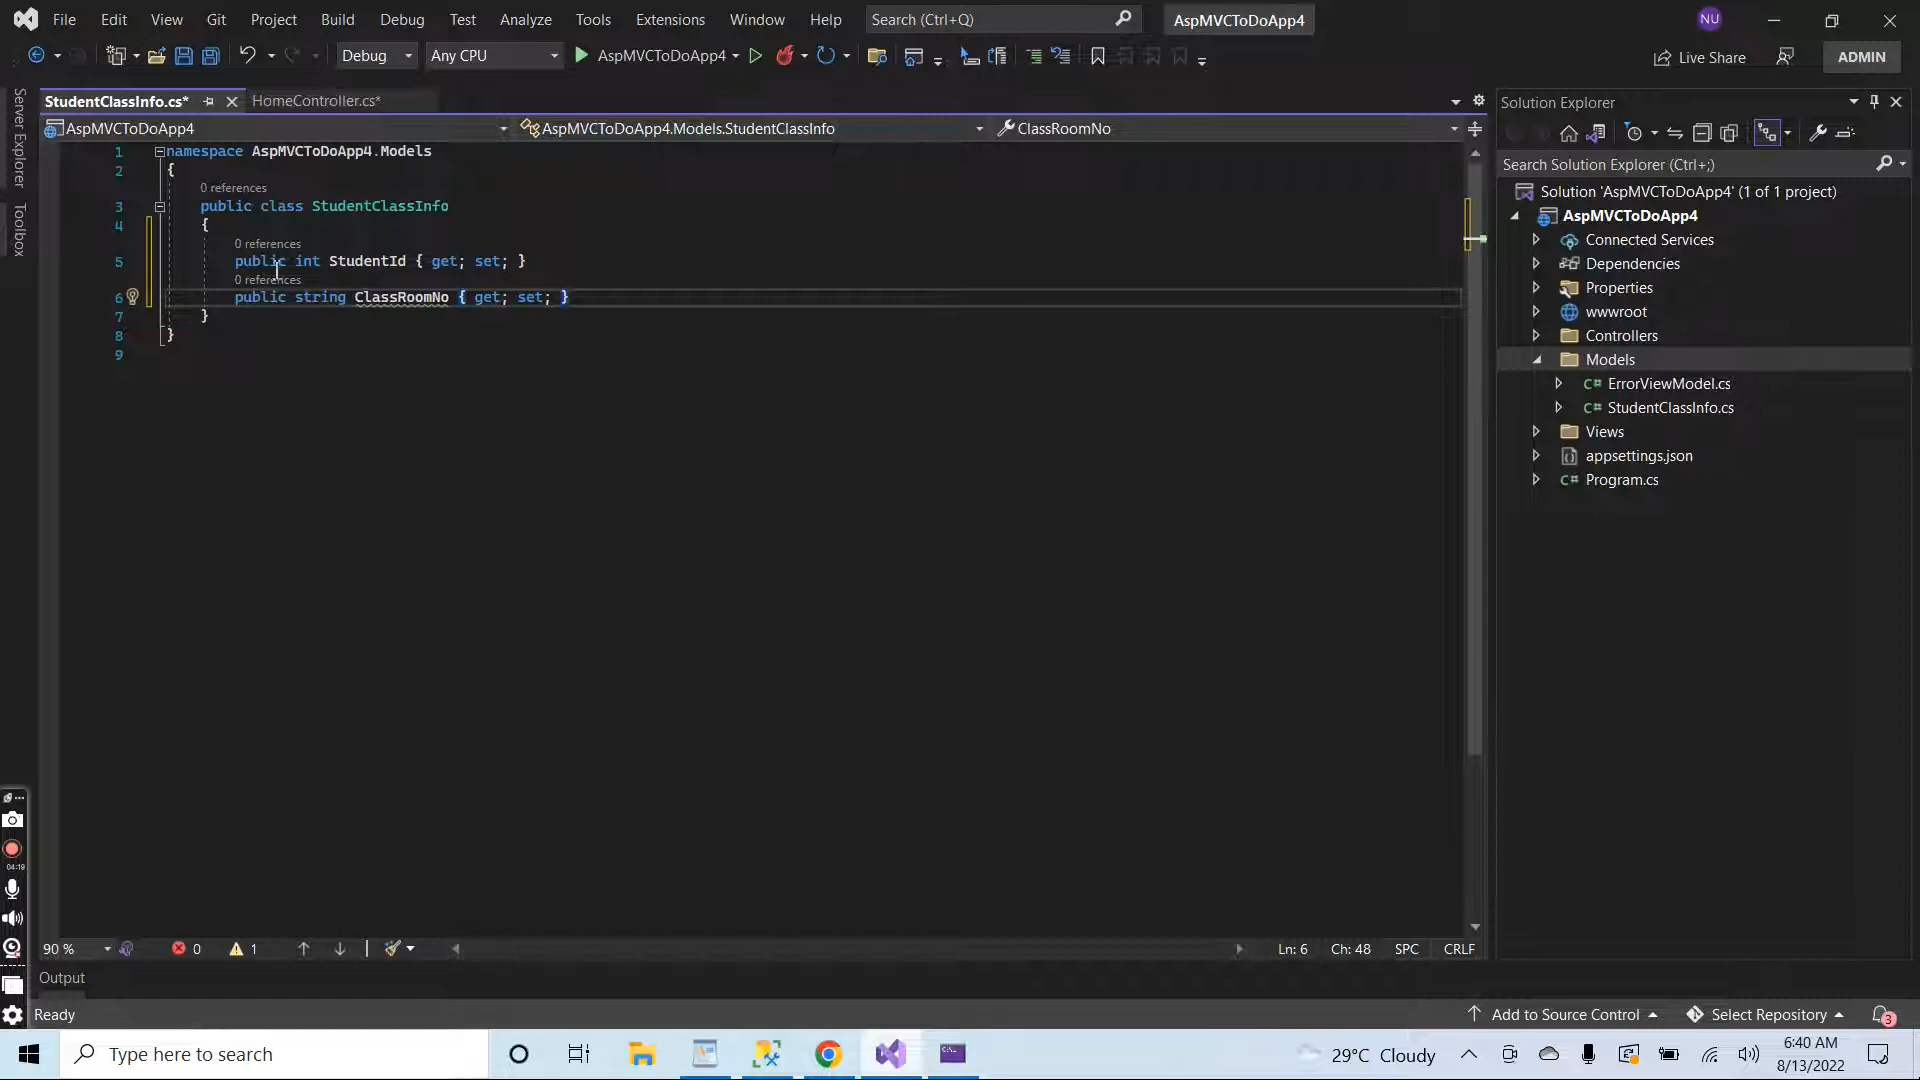 File Edit View Git Project Build Debug Test Analyze Tools Extensions Window Help Search (Ctrl+Q) AspMVCToDoApp4 NU
Debug Any CPU AspMVCToDoApp4 Live Share ADMIN
Server Explorer
Toolbox
StudentClassInfo.cs* HomeController.cs*
AspMVCToDoApp4 AspMVCToDoApp4.Models.StudentClassInfo ClassRoomNo
1 namespace AspMVCToDoApp4.Models
2 {
0 references
3 public class StudentClassInfo
4 {
0 references
5 public int StudentId { get; set; }
0 references
6 public string ClassRoomNo { get; set; }
7 }
8 }
9
Solution Explorer
Search Solution Explorer (Ctrl+;)
Solution 'AspMVCToDoApp4' (1 of 1 project)
AspMVCToDoApp4
Connected Services
Dependencies
Properties
wwwroot
Controllers
Models
C# ErrorViewModel.cs
C# StudentClassInfo.cs
Views
appsettings.json
C# Program.cs
04:19
90 % 0 1 Ln: 6 Ch: 48 SPC CRLF
Output
Ready Add to Source Control Select Repository 3
Type here to search 29°C Cloudy 6:40 AM
8/13/2022